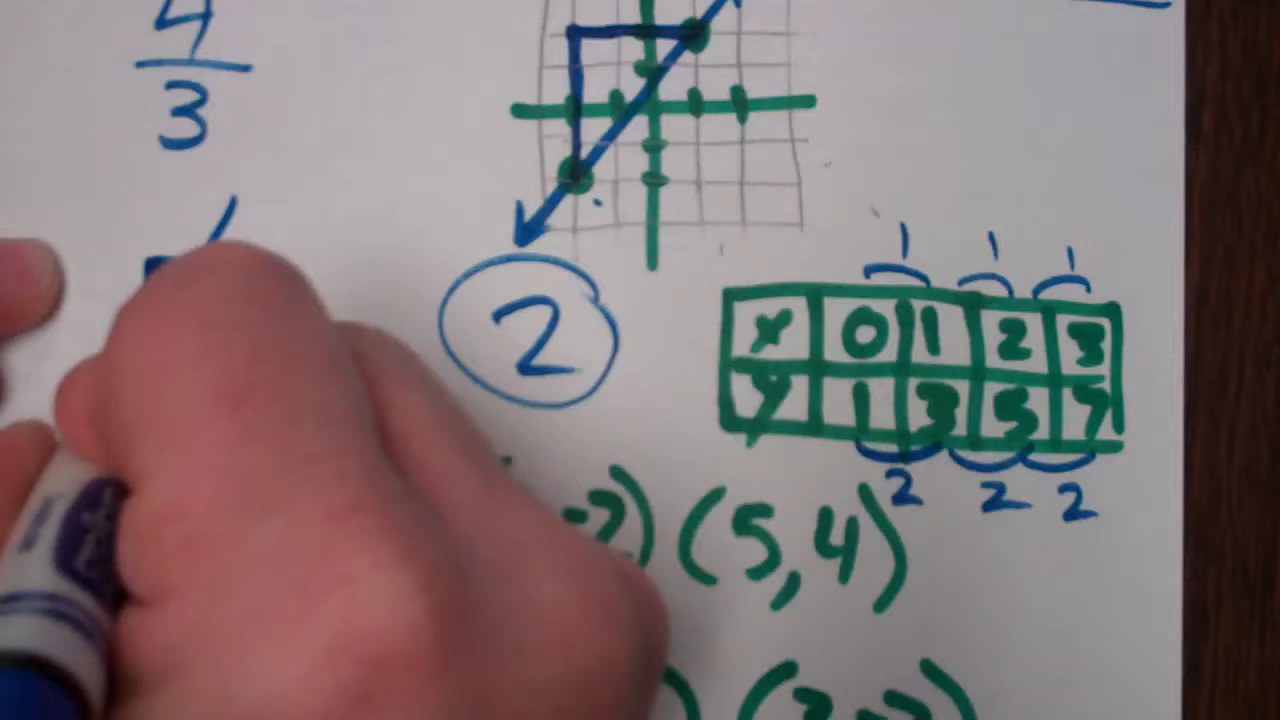 4
3
1 1 1
2
x 0 1 2 3
y 1 3 5 7
2 2 2
(5,4)